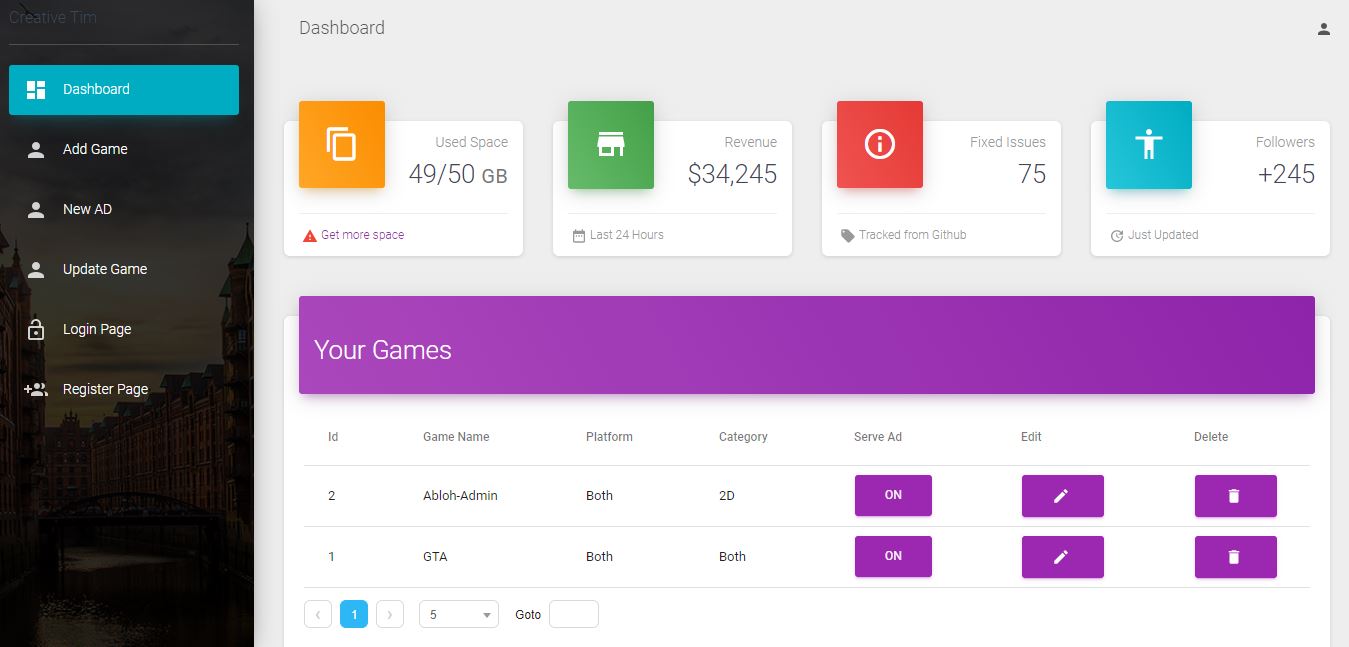 Creative Tim
Dashboard
Add Game
New AD
Update Game
Login Page
Register Page
Dashboard
Used Space
49/50 GB
Get more space
Revenue
$34,245
Last 24 Hours
Fixed Issues
75
Tracked from Github
Followers
+245
Just Updated
Your Games
Id Game Name Platform Category Serve Ad Edit Delete
2 Abloh-Admin Both 2D ON
1 GTA Both Both ON
1 5 Goto